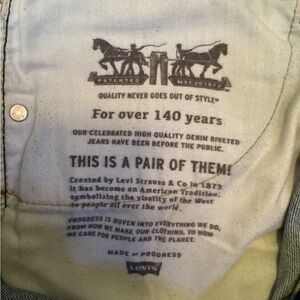 PATENTED MAY 20 1873
QUALITY NEVER GOES OUT OF STYLE
For over 140 years
OUR CELEBRATED HIGH QUALITY DENIM RIVETED
JEANS HAVE BEEN BEFORE THE PUBLIC.
THIS IS A PAIR OF THEM!
Created by Levi Strauss & Co in 1873
it has become an American Tradition,
symbolizing the vitality of the West
to people all over the world.
PROGRESS IS WOVEN INTO EVERYTHING WE DO,
FROM HOW WE MAKE OUR CLOTHING, TO HOW
WE CARE FOR PEOPLE AND THE PLANET.
MADE OF PROGRESS
LEVI'S